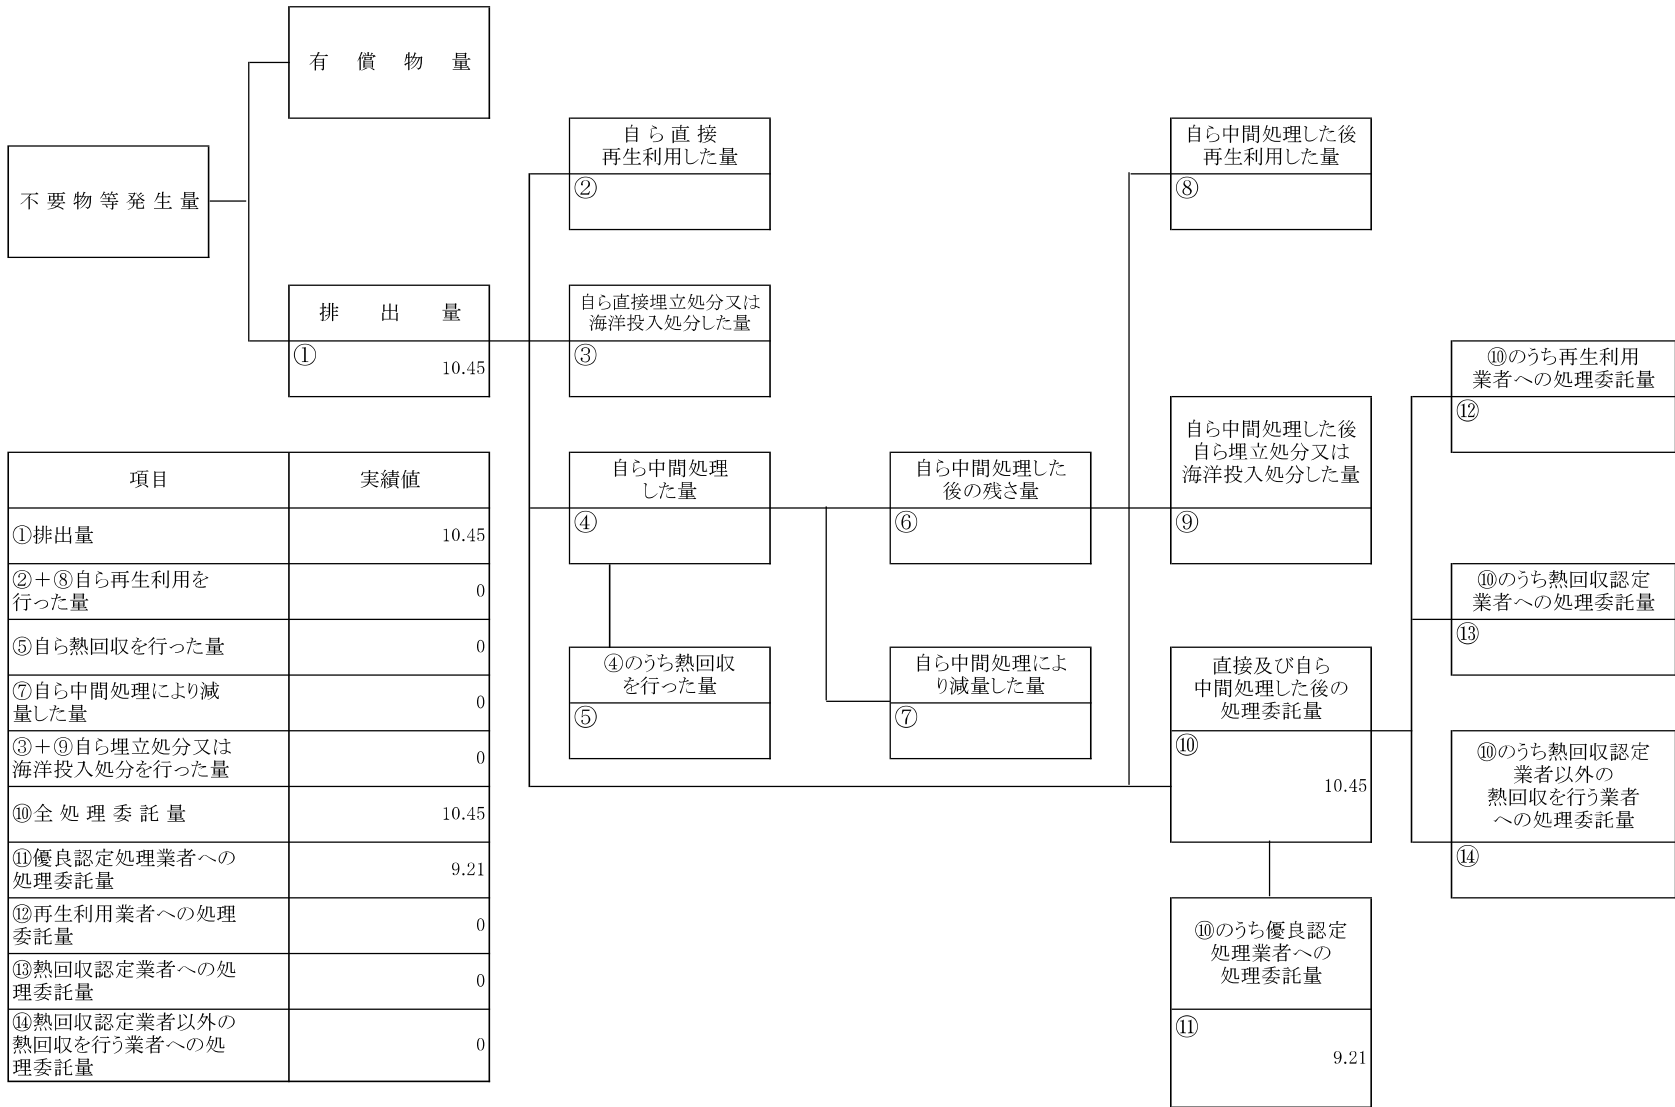 有償物量
不要物等発生量
排出量
①
10.45
自ら直接
再生利用した量
②
自ら直接埋立処分又は
海洋投入処分した量
③
自ら中間処理
した量
④
④のうち熱回収
を行った量
⑤
自ら中間処理した
後の残さ量
⑥
自ら中間処理によ
り減量した量
⑦
自ら中間処理した後
再生利用した量
⑧
自ら中間処理した後
自ら埋立処分又は
海洋投入処分した量
⑨
直接及び自ら
中間処理した後の
処理委託量
⑩
10.45
⑩のうち優良認定
処理業者への
処理委託量
⑪
9.21
⑩のうち再生利用
業者への処理委託量
⑫
⑩のうち熱回収認定
業者への処理委託量
⑬
⑩のうち熱回収認定
業者以外の
熱回収を行う業者
への処理委託量
⑭
項目 実績値
①排出量 10.45
②+⑧自ら再生利用を
行った量 0
⑤自ら熱回収を行った量 0
⑦自ら中間処理により減
量した量 0
③+⑨自ら埋立処分又は
海洋投入処分を行った量 0
⑩全処理委託量 10.45
⑪優良認定処理業者への
処理委託量 9.21
⑫再生利用業者への処理
委託量 0
⑬熱回収認定業者への処
理委託量 0
⑭熱回収認定業者以外の
熱回収を行う業者への処
理委託量 0